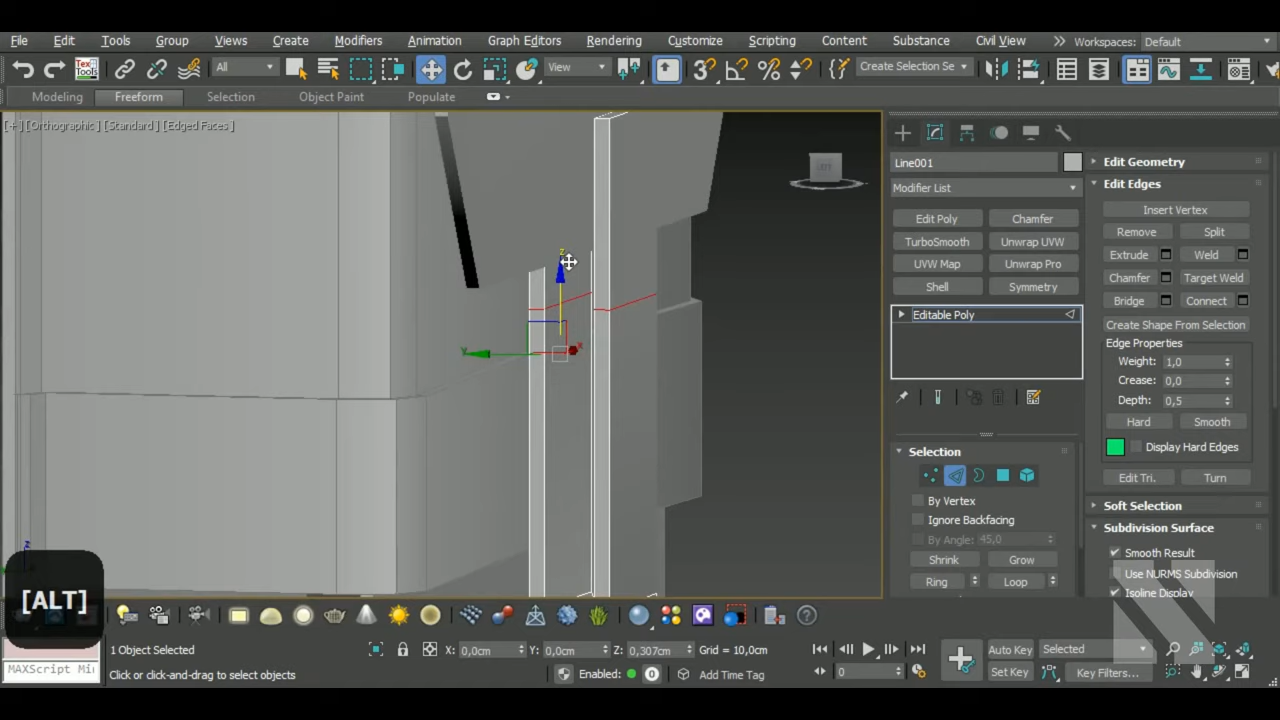 File Edit Tools Group Views Create Modifiers Animation Graph Editors Rendering Customize Scripting Content Substance Civil View Workspaces: Default
Tex Tools All View Create Selection Se
Modeling Freeform Selection Object Paint Populate
[+] [Orthographic] [Standard] [Edged Faces]
Line001
Modifier List
Edit Poly Chamfer
TurboSmooth Unwrap UVW
UVW Map Unwrap Pro
Shell Symmetry
Editable Poly
Selection
By Vertex
Ignore Backfacing
By Angle: 45,0
Shrink Grow
Ring Loop
Edit Geometry
Edit Edges
Insert Vertex
Remove Split
Extrude Weld
Chamfer Target Weld
Bridge Connect
Create Shape From Selection
Edge Properties
Weight: 1,0
Crease: 0,0
Depth: 0,5
Hard Smooth
Display Hard Edges
Edit Tri. Turn
Soft Selection
Subdivision Surface
Smooth Result
Use NURMS Subdivision
Isoline Display
z
y
x
z
[ALT]
1 Object Selected X: 0,0cm Y: 0,0cm Z: 0,307cm Grid = 10,0cm Auto Key Selected
MAXScript Mi Click or click-and-drag to select objects Enabled: 0 Add Time Tag 0 Set Key Key Filters...